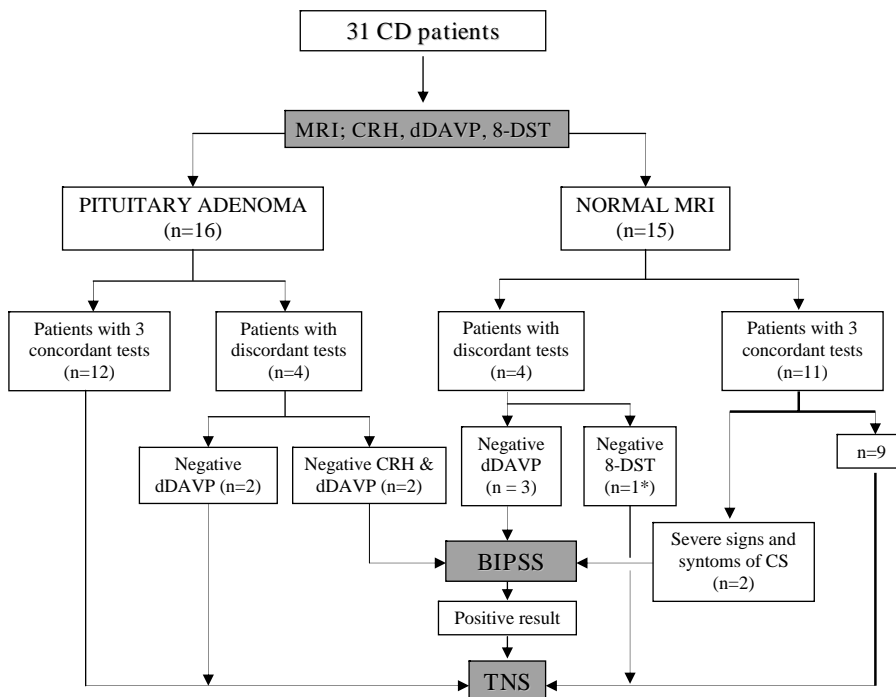 31 CD patients
MRI; CRH, dDAVP, 8-DST
PITUITARY ADENOMA
(n=16)
NORMAL MRI
(n=15)
Patients with 3
concordant tests
(n=12)
Patients with
discordant tests
(n=4)
Patients with
discordant tests
(n=4)
Patients with 3
concordant tests
(n=11)
Negative
dDAVP (n=2)
Negative CRH &
dDAVP (n=2)
Negative
dDAVP
(n = 3)
Negative
8-DST
(n=1*)
n=9
Severe signs and
syntoms of CS
(n=2)
BIPSS
Positive result
TNS